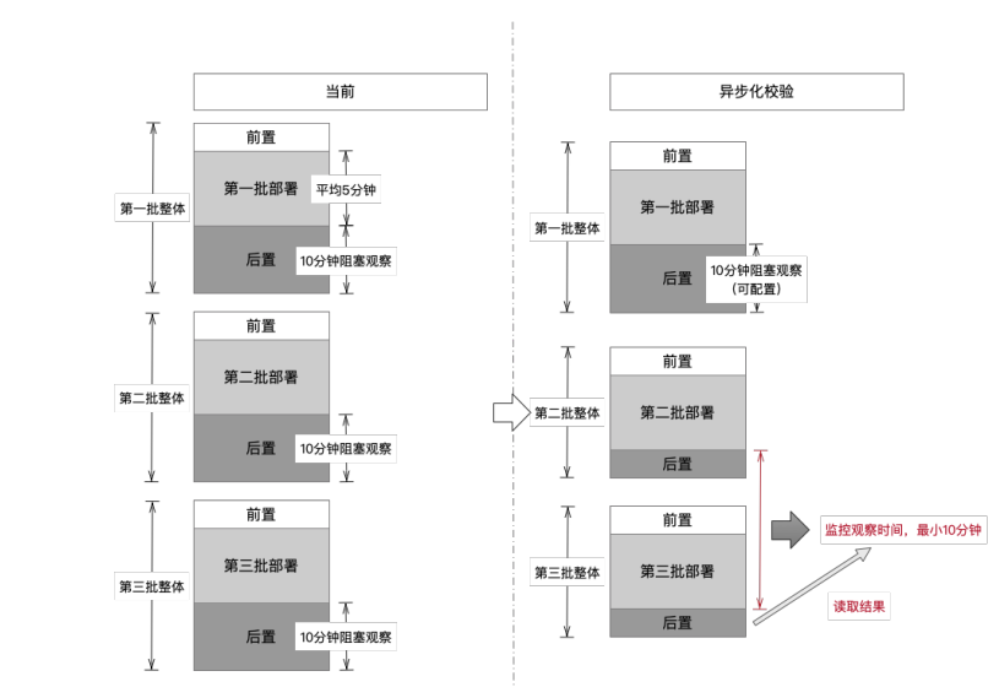 当前
前置
第一批部署
平均5分钟
第一批整体
后置
10分钟阻塞观察
前置
第二批部署
第二批整体
后置
10分钟阻塞观察
前置
第三批部署
第三批整体
后置
10分钟阻塞观察
异步化校验
前置
第一批部署
第一批整体
后置
10分钟阻塞观察
（可配置）
前置
第二批部署
第二批整体
后置
前置
第三批部署
第三批整体
后置
监控观察时间，最小10分钟
读取结果